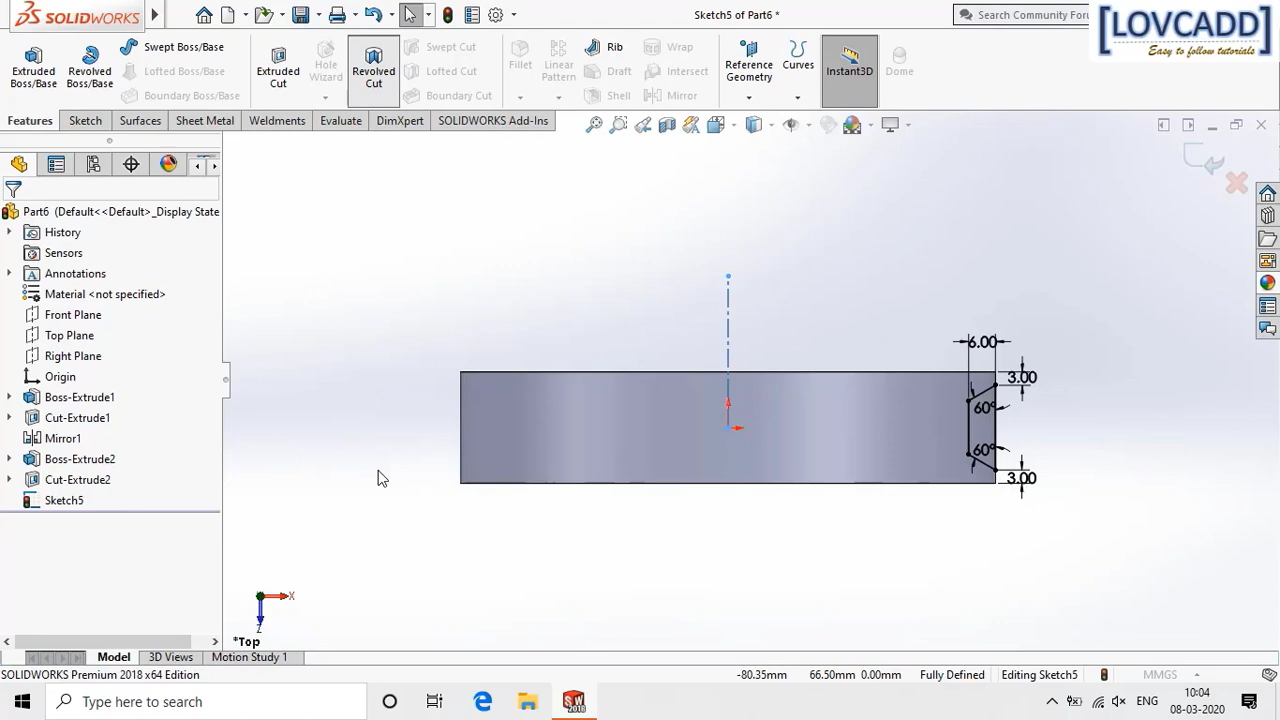 SOLIDWORKS
Sketch5 of Part6 *
Search Community Foru
[LOVCADD]
Easy to follow tutorials
Extruded Boss/Base
Revolved Boss/Base
Swept Boss/Base
Lofted Boss/Base
Boundary Boss/Base
Extruded Cut
Hole Wizard
Revolved Cut
Swept Cut
Lofted Cut
Boundary Cut
Fillet
Linear Pattern
Rib
Draft
Shell
Wrap
Intersect
Mirror
Reference Geometry
Curves
Instant3D
Dome
Features
Sketch
Surfaces
Sheet Metal
Weldments
Evaluate
DimXpert
SOLIDWORKS Add-Ins
Part6 (Default<<Default>_Display State
History
Sensors
Annotations
Material <not specified>
Front Plane
Top Plane
Right Plane
Origin
Boss-Extrude1
Cut-Extrude1
Mirror1
Boss-Extrude2
Cut-Extrude2
Sketch5
6.00
3.00
60°
60°
3.00
X
Z
*Top
Model
3D Views
Motion Study 1
SOLIDWORKS Premium 2018 x64 Edition
-80.35mm
66.50mm 0.00mm
Fully Defined
Editing Sketch5
MMGS
Type here to search
SW
2018
ENG
10:04
08-03-2020